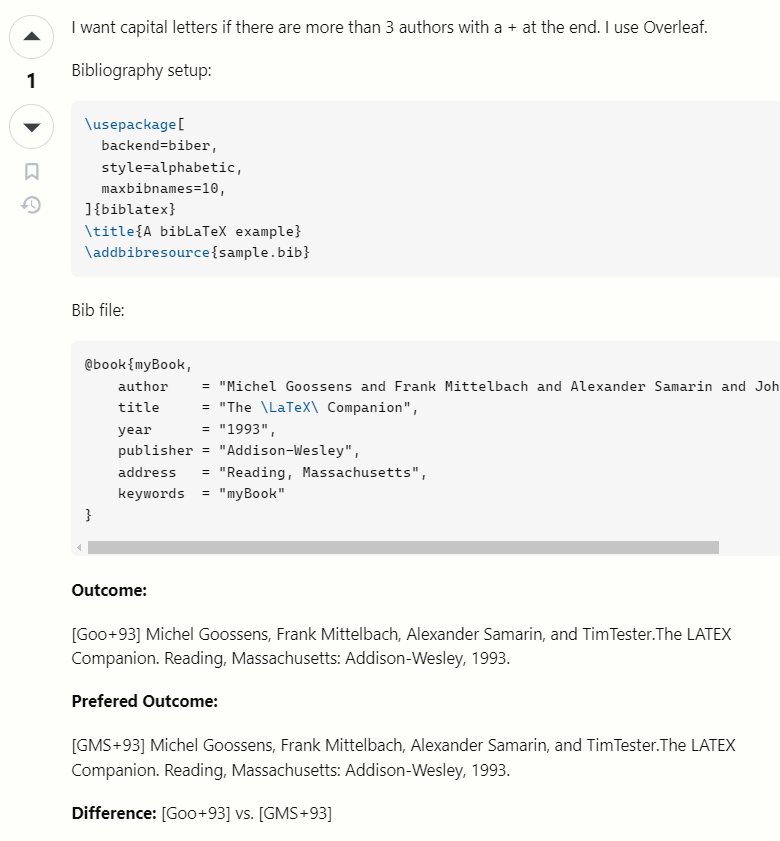 I want capital letters if there are more than 3 authors with a + at the end. I use Overleaf.
1
Bibliography setup:
\usepackage[
  backend=biber,
  style=alphabetic,
  maxbibnames=10,
]{biblatex}
\title{A bibLaTeX example}
\addbibresource{sample.bib}
Bib file:
@book{myBook,
    author    = "Michel Goossens and Frank Mittelbach and Alexander Samarin and Joh
    title     = "The \LaTeX\ Companion",
    year      = "1993",
    publisher = "Addison-Wesley",
    address   = "Reading, Massachusetts",
    keywords  = "myBook"
}
Outcome:
[Goo+93] Michel Goossens, Frank Mittelbach, Alexander Samarin, and TimTester.The LATEX
Companion. Reading, Massachusetts: Addison-Wesley, 1993.
Prefered Outcome:
[GMS+93] Michel Goossens, Frank Mittelbach, Alexander Samarin, and TimTester.The LATEX
Companion. Reading, Massachusetts: Addison-Wesley, 1993.
Difference: [Goo+93] vs. [GMS+93]